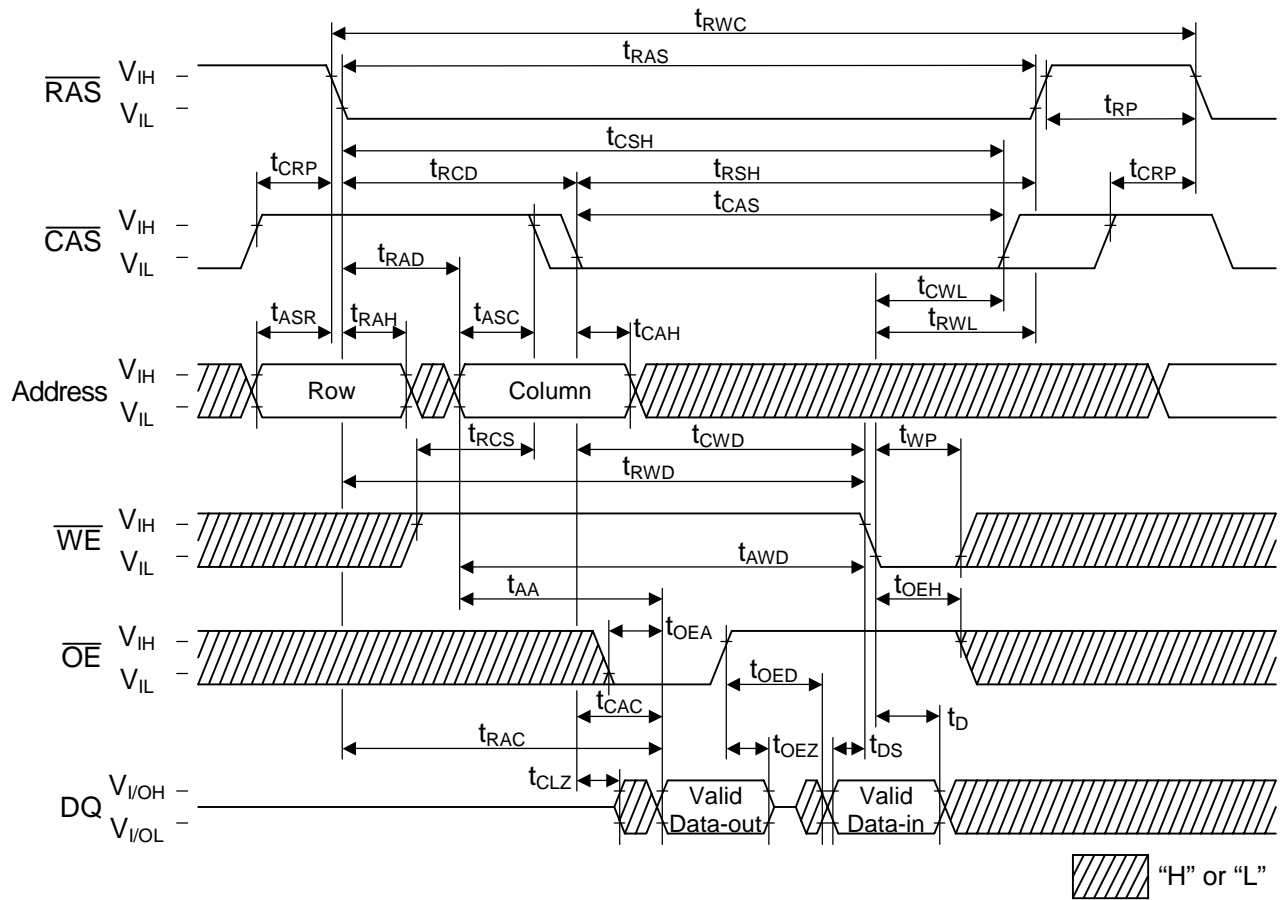 tRWC
tRAS
RAS VIH
VIL
tRP
tCSH
tCRP tRCD tRSH tCRP
tCAS
CAS VIH
VIL
tRAD
tCWL
tASR tRAH tASC tCAH tRWL
Address VIH
VIL
Row Column
tRCS tCWD tWP
tRWD
WE VIH
VIL
tAWD
tAA tOEH
OE VIH
VIL
tOEA
tOED
tCAC tD
tRAC tOEZ tDS
tCLZ
DQ VI/OH
VI/OL
Valid Data-out
Valid Data-in
“H” or “L”